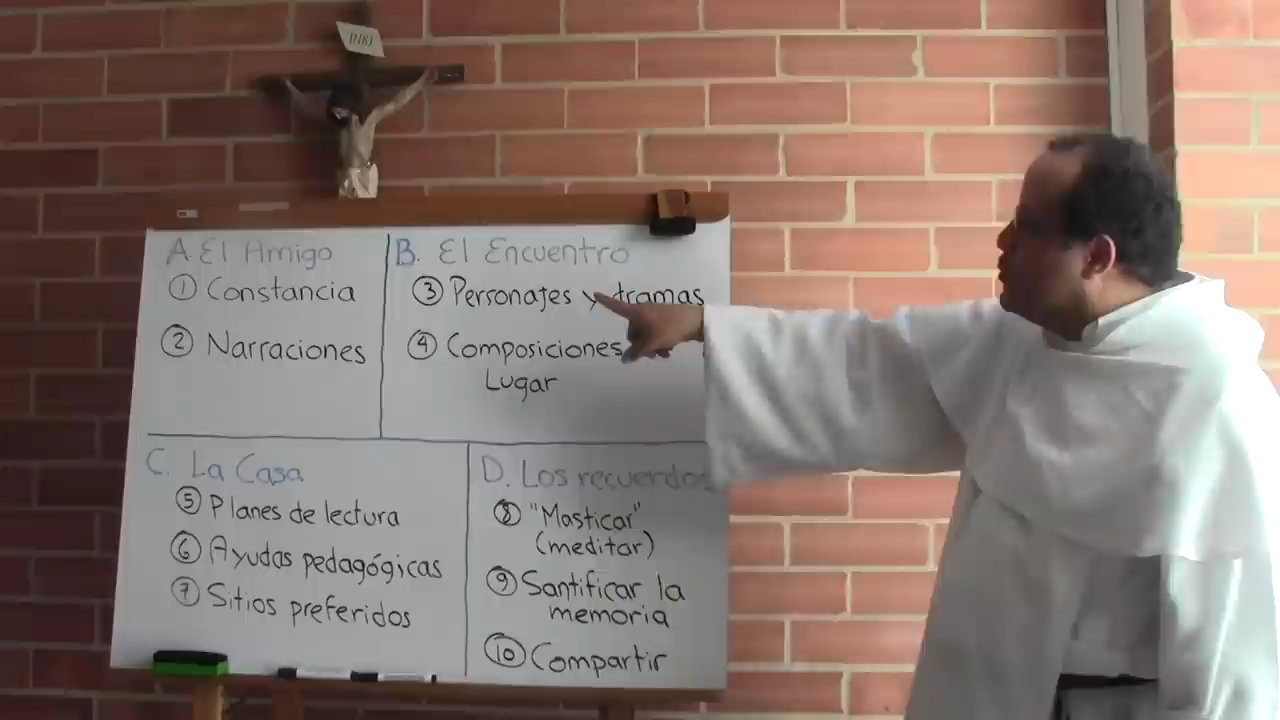 INRI
A. El Amigo
① Constancia
② Narraciones
B. El Encuentro
③ Personajes y tramas
④ Composiciones
Lugar
C. La Casa
⑤ Planes de lectura
⑥ Ayudas pedagógicas
⑦ Sitios preferidos
D. Los recuerdos
⑧ "Masticar"
(meditar)
⑨ Santificar la
memoria
⑩ Compartir